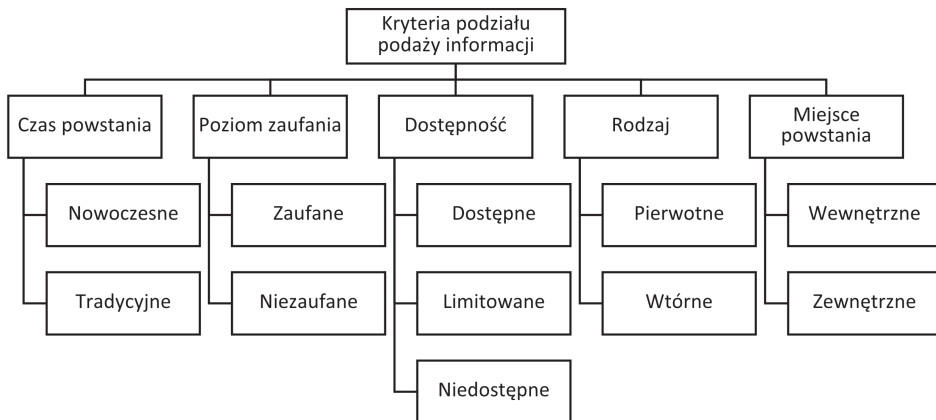 Kryteria podziału
podaży informacji
Czas powstania
Poziom zaufania
Dostępność
Rodzaj
Miejsce
powstania
Nowoczesne
Zaufane
Dostępne
Pierwotne
Wewnętrzne
Tradycyjne
Niezaufane
Limitowane
Wtórne
Zewnętrzne
Niedostępne